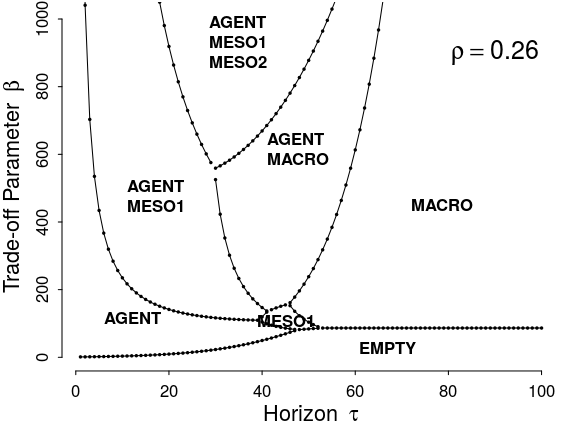 1000
800
600
400
200
0
Trade-off Parameter β
AGENT
MESO1
MESO2
ρ = 0.26
AGENT
MACRO
AGENT
MESO1
MACRO
AGENT
MESO1
EMPTY
0 20 40 60 80 100
Horizon τ